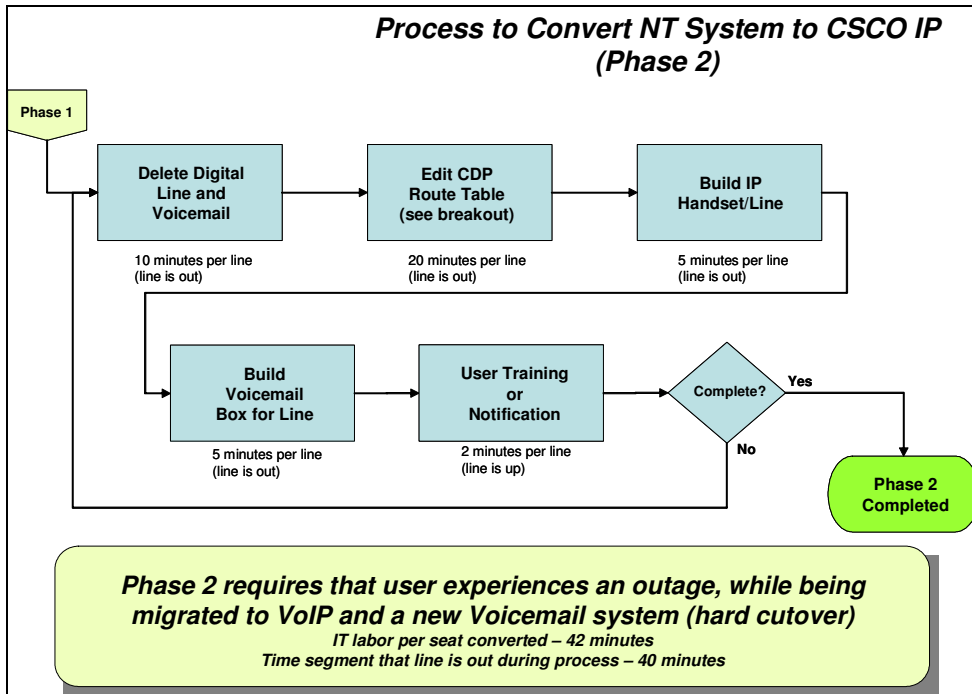 Process to Convert NT System to CSCO IP
(Phase 2)
Phase 1
Delete Digital
Line and
Voicemail
10 minutes per line
(line is out)
Edit CDP
Route Table
(see breakout)
20 minutes per line
(line is out)
Build IP
Handset/Line
5 minutes per line
(line is out)
Build
Voicemail
Box for Line
5 minutes per line
(line is out)
User Training
or
Notification
2 minutes per line
(line is up)
Complete?
Yes
No
Phase 2
Completed
Phase 2 requires that user experiences an outage, while being
migrated to VoIP and a new Voicemail system (hard cutover)
IT labor per seat converted – 42 minutes
Time segment that line is out during process – 40 minutes